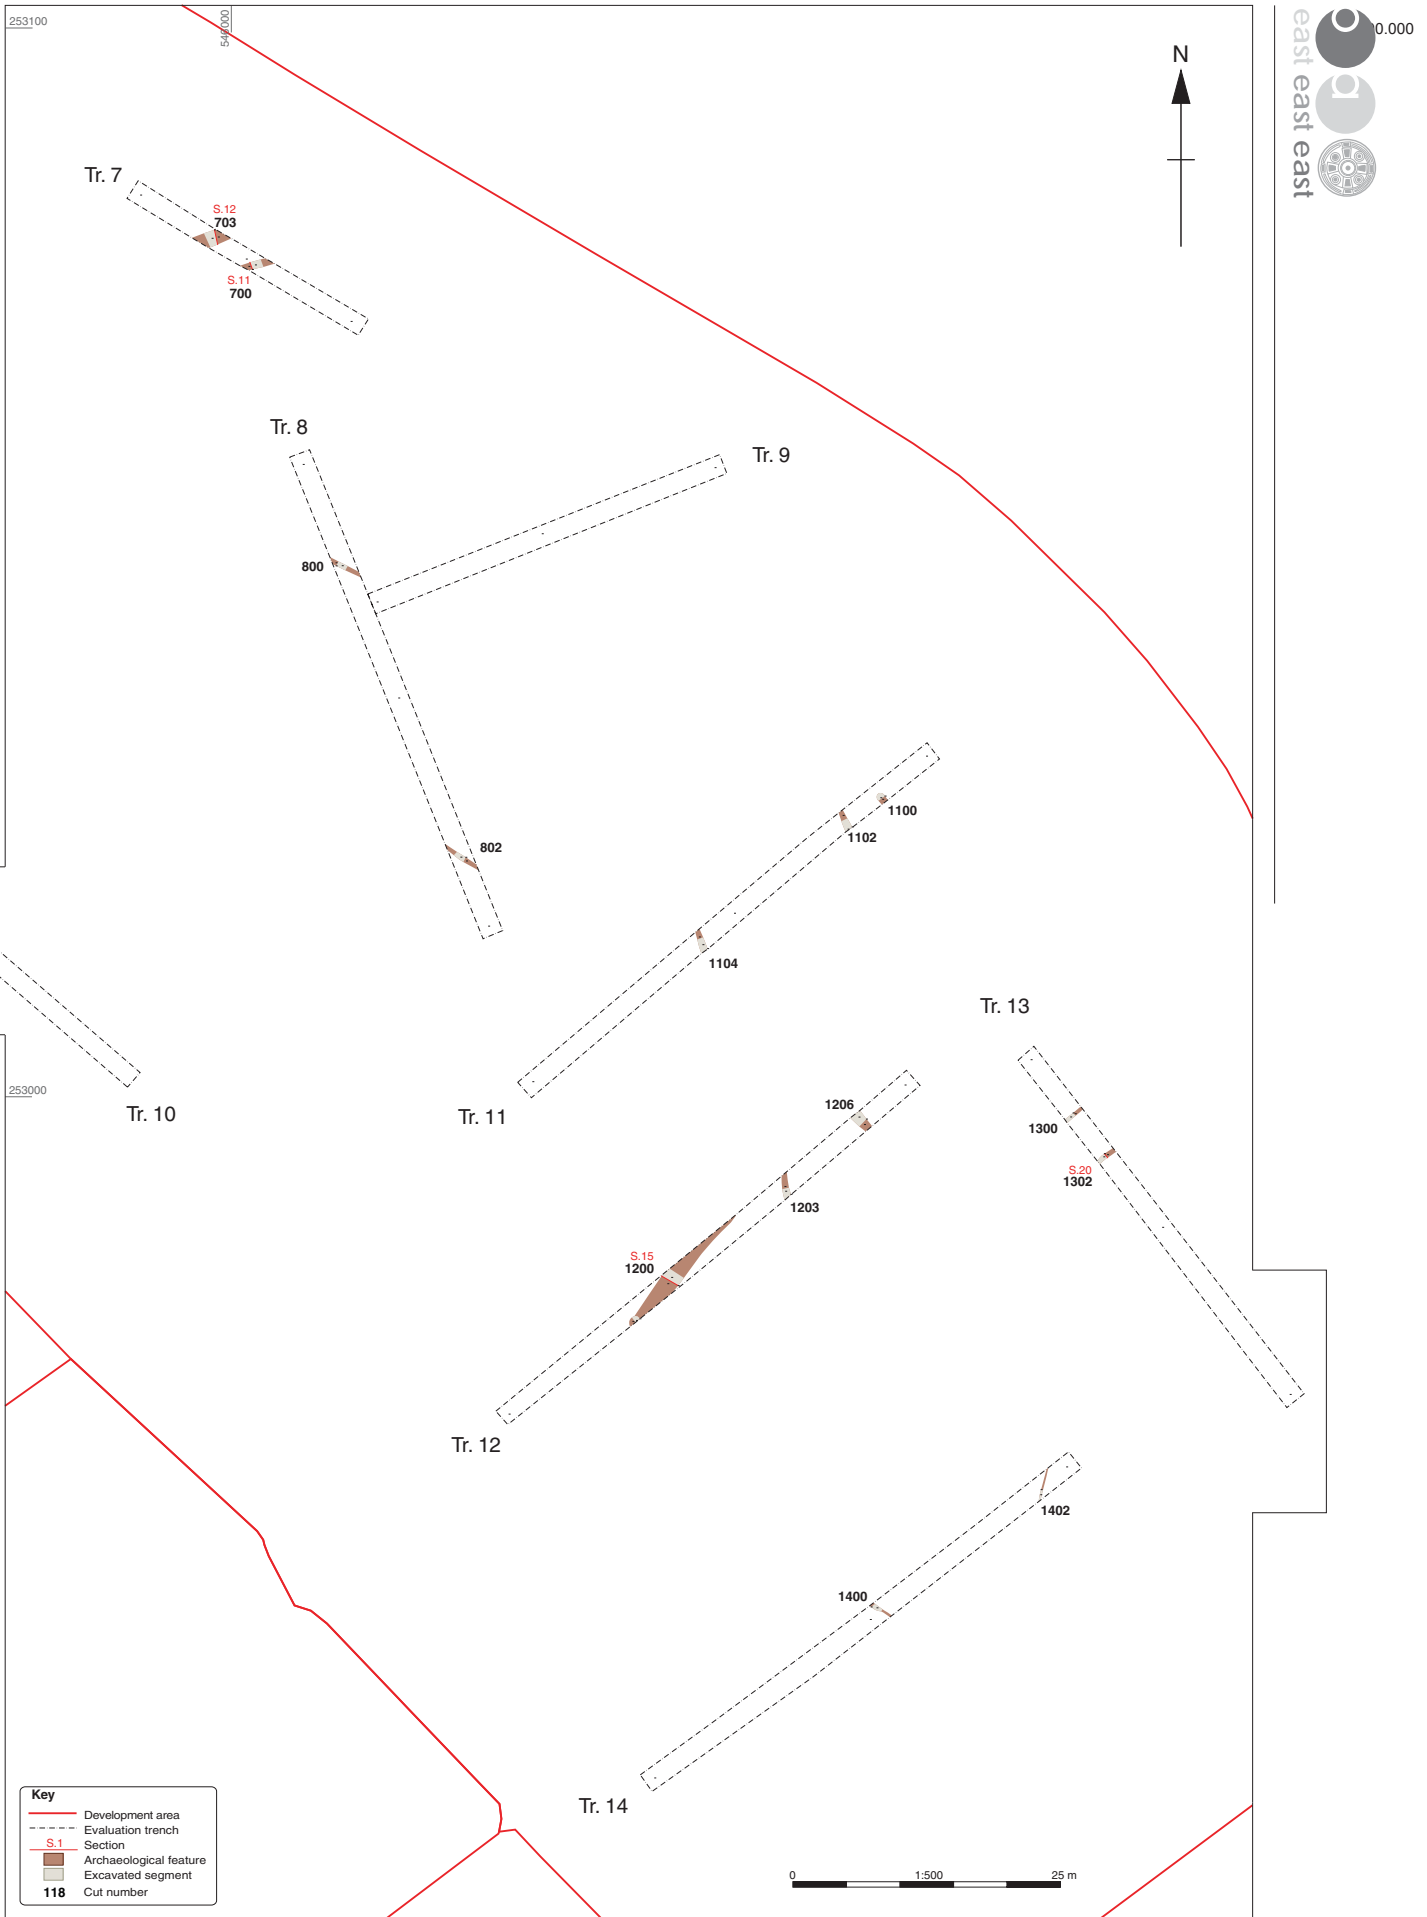 253100
546000
N
0.000
east east east
Tr. 7
S.12
703
S.11
700
Tr. 8
Tr. 9
800
802
1100
1102
1104
Tr. 13
253000
Tr. 10
Tr. 11
1206
1300
S.20
1302
1203
S.15
1200
Tr. 12
1402
1400
Tr. 14
Key
Development area
Evaluation trench
S.1 Section
Archaeological feature
Excavated segment
118 Cut number
0 1:500 25 m